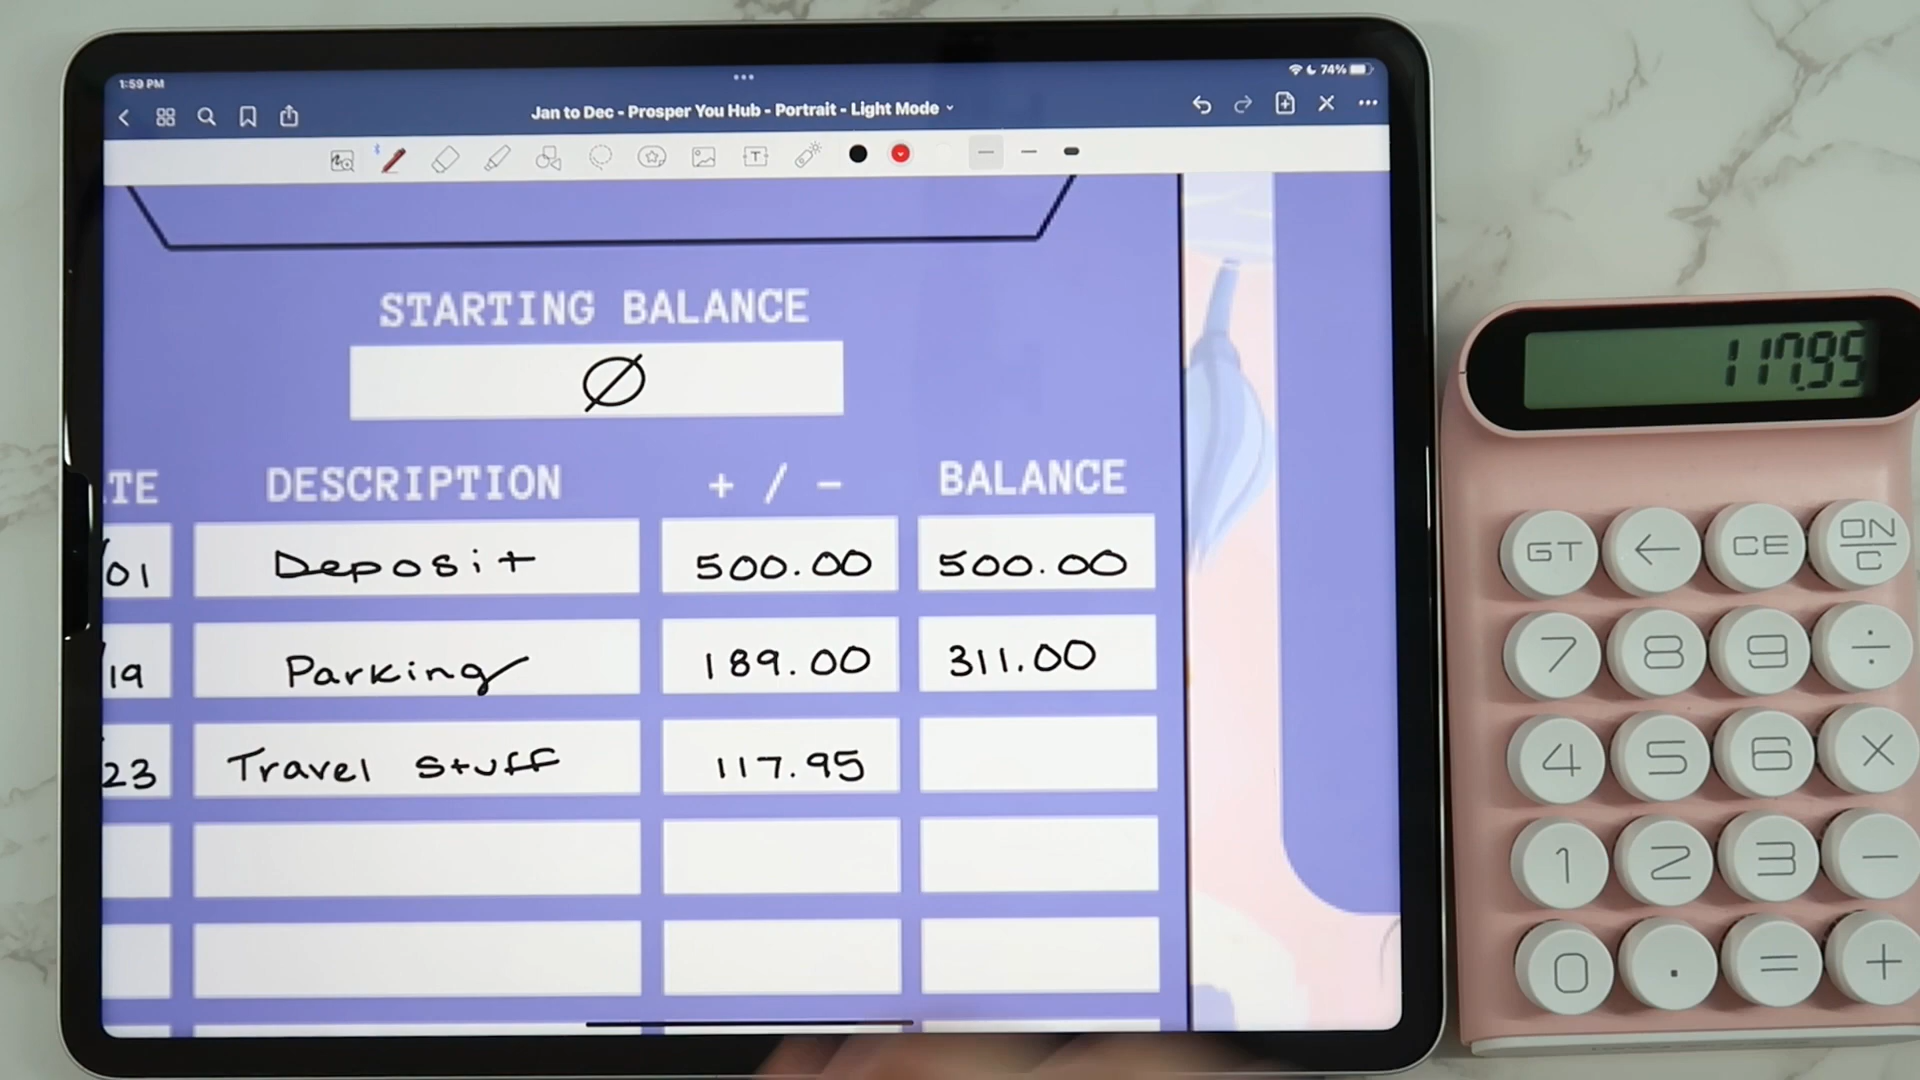 1:59 PM
74%
Jan to Dec - Prosper You Hub - Portrait - Light Mode
STARTING BALANCE
Ø
ATE DESCRIPTION + / - BALANCE
/01 Deposit 500.00 500.00
/19 Parking 189.00 311.00
23 Travel Stuff 117.95
117.95
GT ← CE ON/C
7 8 9 ÷
4 5 6 ×
1 2 3 −
0 . = +